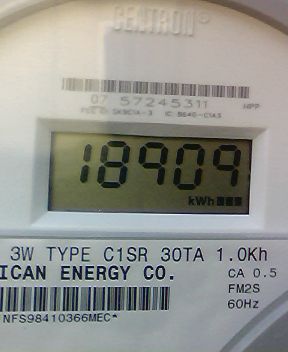 CENTRON®
07 57245311
NPP
18909
kWh
3W TYPE C1SR 30TA 1.0Kh
ICAN ENERGY CO.
CA 0.5
FM2S
60Hz
NFS98410366MEC*